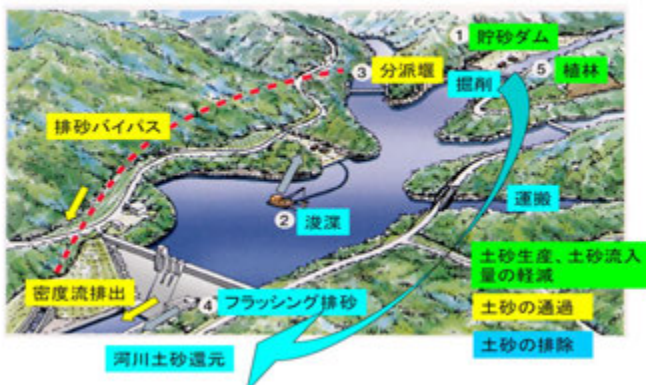 ① 貯砂ダム
③ 分派堰
⑤ 植林
掘削
排砂バイパス
運搬
② 浚渫
土砂生産、土砂流入
量の軽減
密度流排出
④ フラッシング排砂
土砂の通過
河川土砂還元
土砂の排除